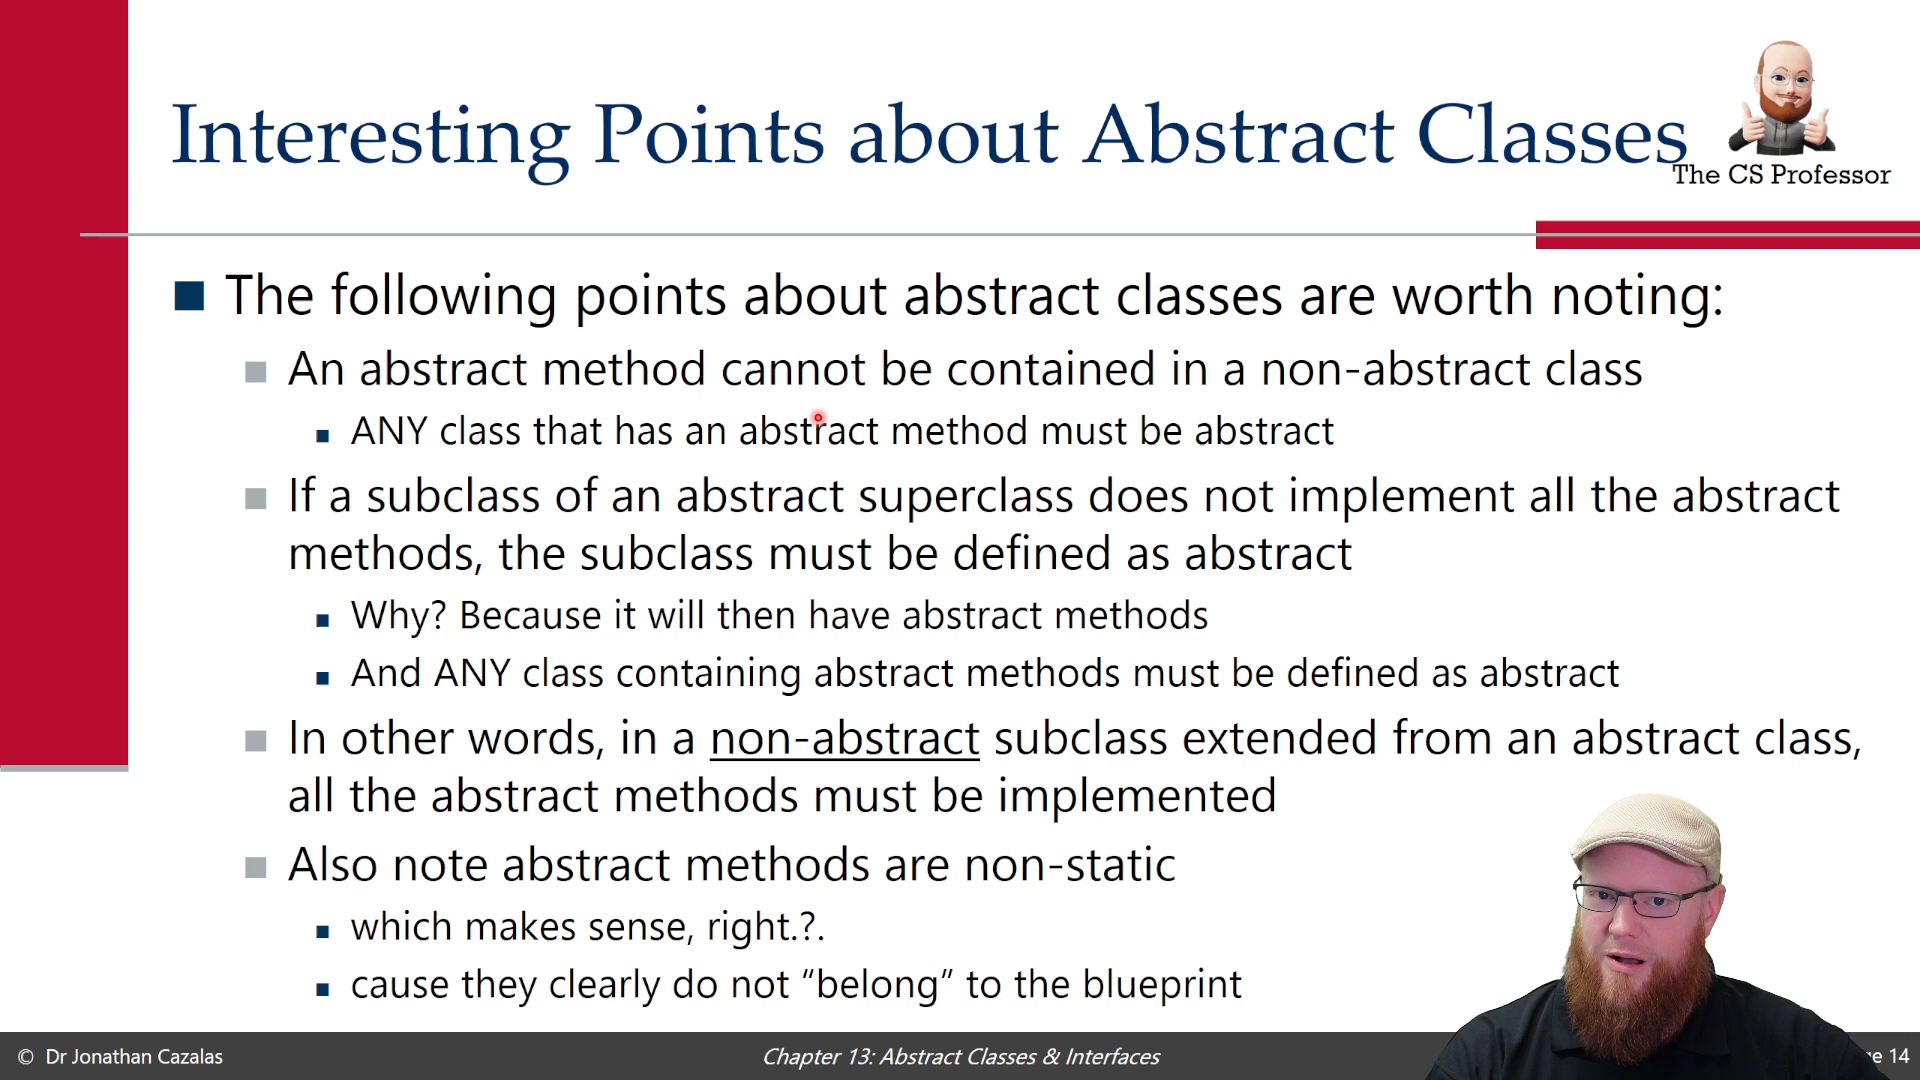 Interesting Points about Abstract Classes
The CS Professor
The following points about abstract classes are worth noting:
An abstract method cannot be contained in a non-abstract class
ANY class that has an abstract method must be abstract
If a subclass of an abstract superclass does not implement all the abstract
methods, the subclass must be defined as abstract
Why? Because it will then have abstract methods
And ANY class containing abstract methods must be defined as abstract
In other words, in a non-abstract subclass extended from an abstract class,
all the abstract methods must be implemented
Also note abstract methods are non-static
which makes sense, right.?.
cause they clearly do not “belong” to the blueprint
© Dr Jonathan Cazalas
Chapter 13: Abstract Classes & Interfaces
14